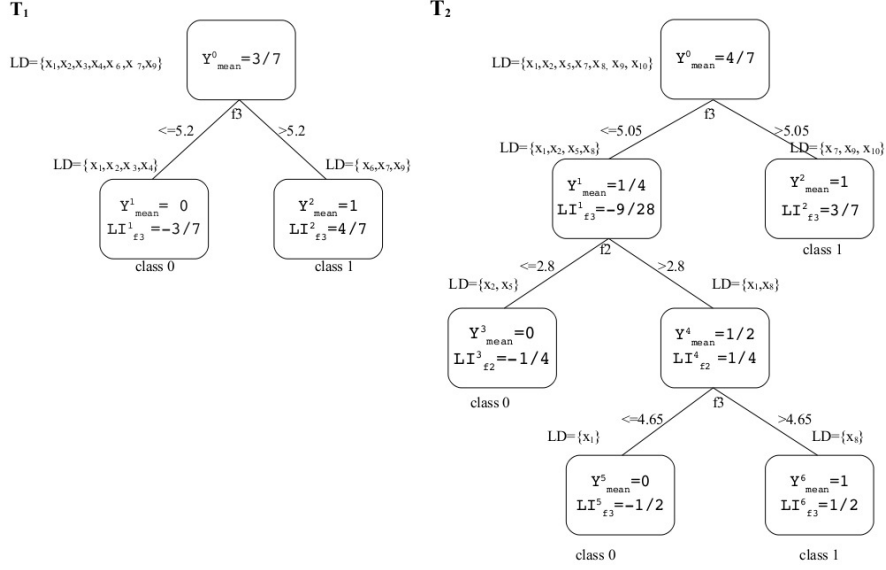 T₁
LD={x₁,x₂,x₃,x₄,x₆,x₇,x₉}
Y⁰mean=3/7
f3
<=5.2
>5.2
LD={x₁,x₂,x₃,x₄}
LD={x₆,x₇,x₉}
Y¹mean= 0
LI¹f3=-3/7
class 0
Y²mean=1
LI²f3=4/7
class 1
T₂
LD={x₁,x₂, x₅,x₇,x₈, x₉, x₁₀}
Y⁰mean=4/7
f3
<=5.05
>5.05
LD={x₁,x₂, x₅,x₈}
LD={x₇, x₉, x₁₀}
Y¹mean=1/4
LI¹f3=-9/28
Y²mean=1
LI²f3=3/7
class 1
f2
<=2.8
>2.8
LD={x₂, x₅}
LD={x₁,x₈}
Y³mean=0
LI³f2=-1/4
class 0
Y⁴mean=1/2
LI⁴f2=1/4
f3
<=4.65
>4.65
LD={x₁}
LD={x₈}
Y⁵mean=0
LI⁵f3=-1/2
class 0
Y⁶mean=1
LI⁶f3=1/2
class 1